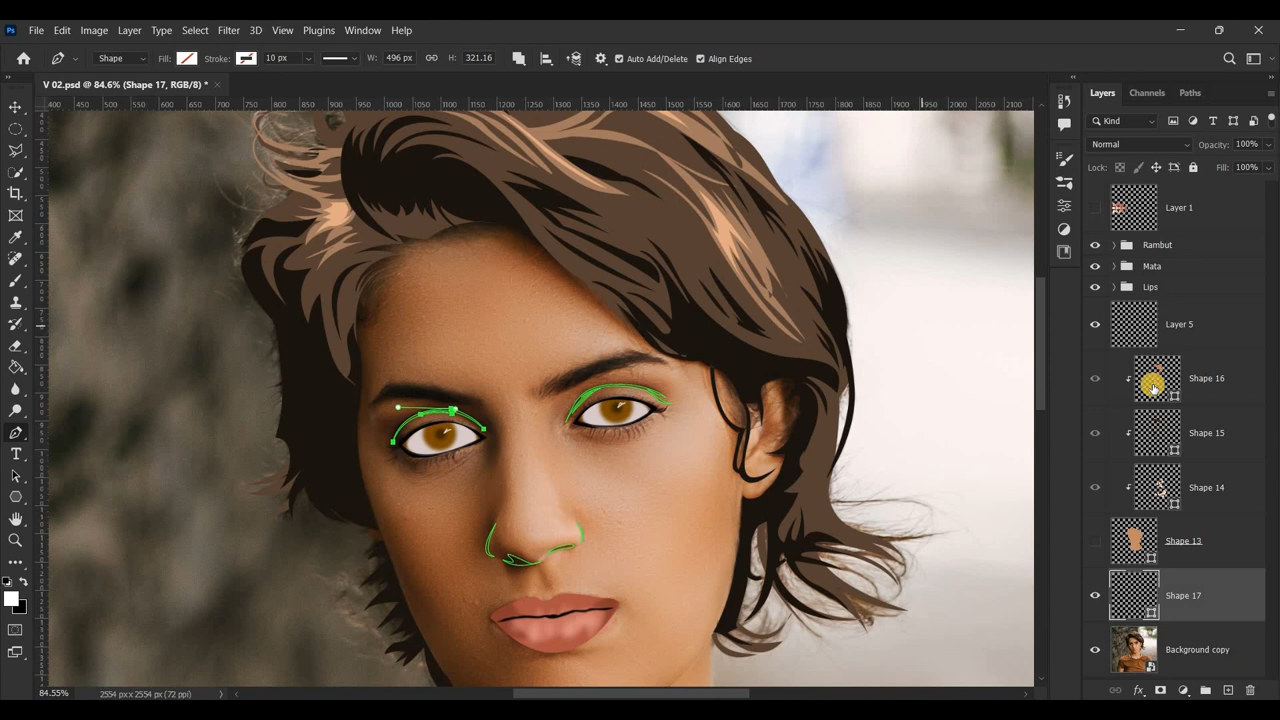 Ps File Edit Image Layer Type Select Filter 3D View Plugins Window Help
Shape Fill: Stroke: 10 px W: 496 px H: 321.16 Auto Add/Delete Align Edges
V 02.psd @ 84.6% (Shape 17, RGB/8) * ×
Layers Channels Paths
Kind
Normal Opacity: 100%
Lock: Fill: 100%
Layer 1
Rambut
Mata
Lips
Layer 5
Shape 16
Shape 15
Shape 14
Shape 13
Shape 17
Background copy
84.55% 2554 px x 2554 px (72 ppi)